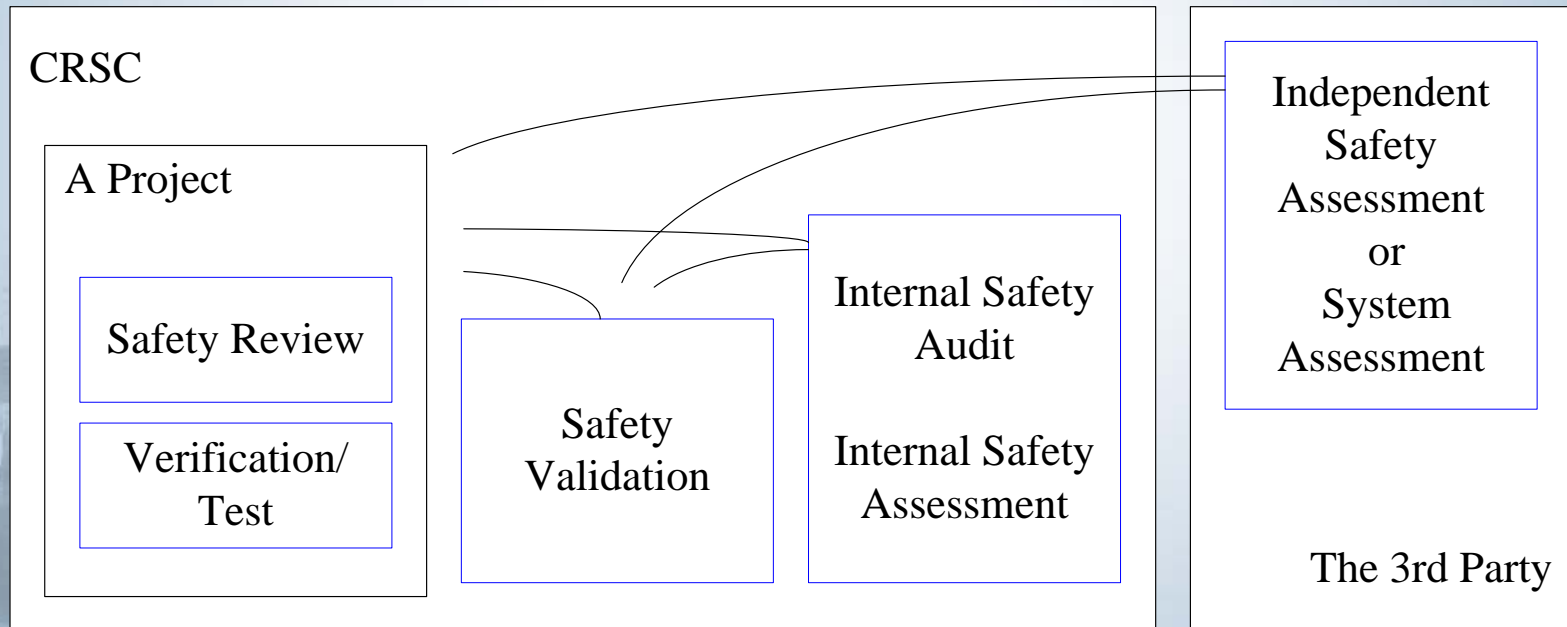 CRSC
A Project
Safety Review
Verification/
Test
Safety
Validation
Internal Safety
Audit
Internal Safety
Assessment
Independent
Safety
Assessment
or
System
Assessment
The 3rd Party